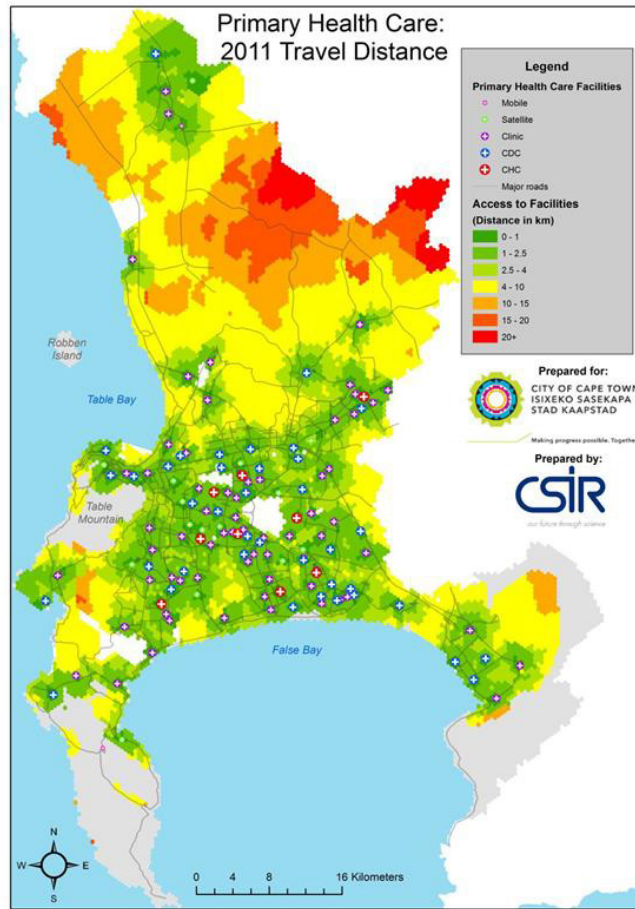 Primary Health Care:
2011 Travel Distance
Legend
Primary Health Care Facilities
Mobile
Satellite
Clinic
CDC
CHC
Major roads
Access to Facilities
(Distance in km)
0 - 1
1 - 2.5
2.5 - 4
4 - 10
10 - 15
15 - 20
20+
Robben
Island
Table Bay
Prepared for:
CITY OF CAPE TOWN
ISIXEKO SASEKAPA
STAD KAAPSTAD
Making progress possible. Togethe
Prepared by:
CSIR
our future through science
Table
Mountain
False Bay
N
W
E
S
0 2 4 8 12 16 Kilometers